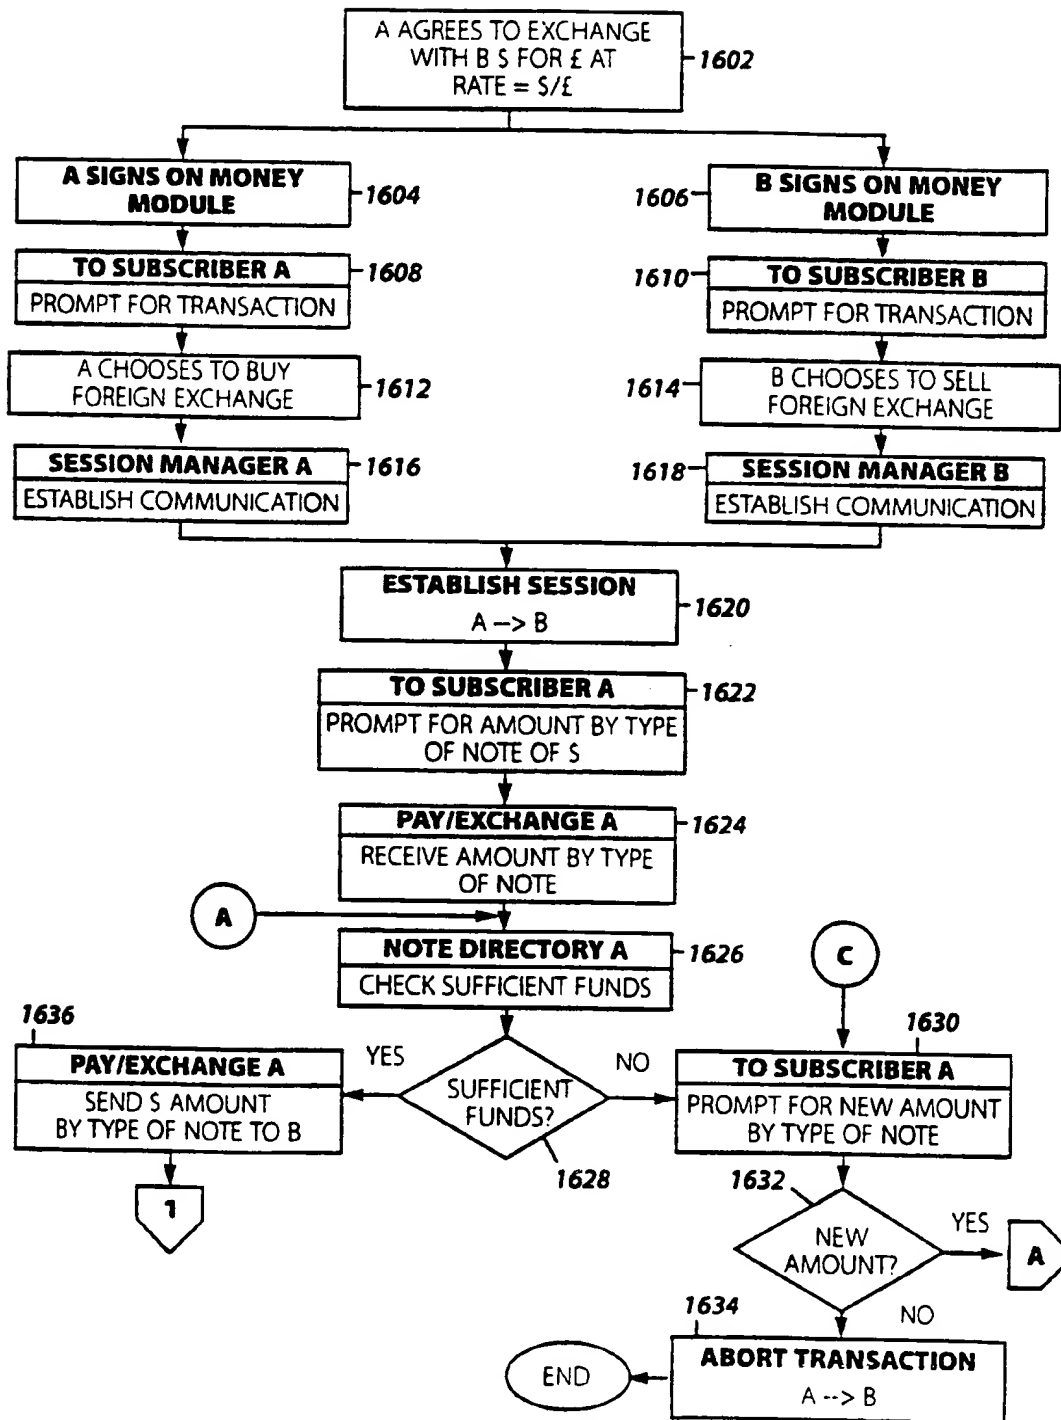 A AGREES TO EXCHANGE
WITH B $ FOR £ AT
RATE = $/£
1602
A SIGNS ON MONEY
MODULE
1604
1606
B SIGNS ON MONEY
MODULE
TO SUBSCRIBER A
1608
PROMPT FOR TRANSACTION
1610
TO SUBSCRIBER B
PROMPT FOR TRANSACTION
A CHOOSES TO BUY
FOREIGN EXCHANGE
1612
1614
B CHOOSES TO SELL
FOREIGN EXCHANGE
SESSION MANAGER A
1616
ESTABLISH COMMUNICATION
1618
SESSION MANAGER B
ESTABLISH COMMUNICATION
ESTABLISH SESSION
A --> B
1620
TO SUBSCRIBER A
1622
PROMPT FOR AMOUNT BY TYPE
OF NOTE OF $
PAY/EXCHANGE A
1624
RECEIVE AMOUNT BY TYPE
OF NOTE
A
NOTE DIRECTORY A
1626
CHECK SUFFICIENT FUNDS
C
1636
PAY/EXCHANGE A
SEND $ AMOUNT
BY TYPE OF NOTE TO B
YES
SUFFICIENT
FUNDS?
NO
1628
1630
TO SUBSCRIBER A
PROMPT FOR NEW AMOUNT
BY TYPE OF NOTE
1
1632
NEW
AMOUNT?
YES
A
NO
1634
ABORT TRANSACTION
A --> B
END